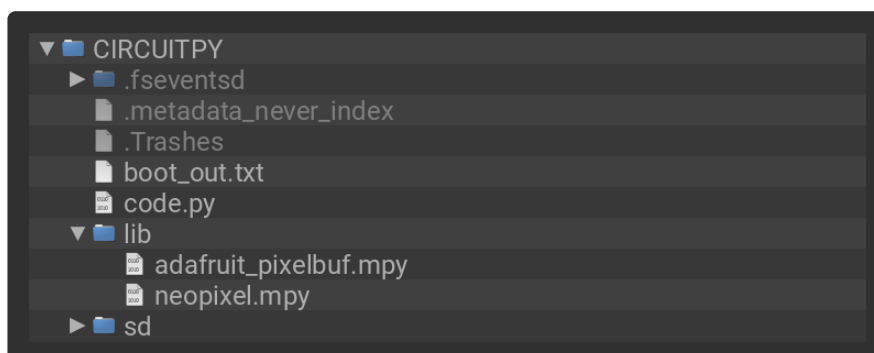 CIRCUITPY
.fseventsd
.metadata_never_index
.Trashes
boot_out.txt
code.py
lib
adafruit_pixelbuf.mpy
neopixel.mpy
sd